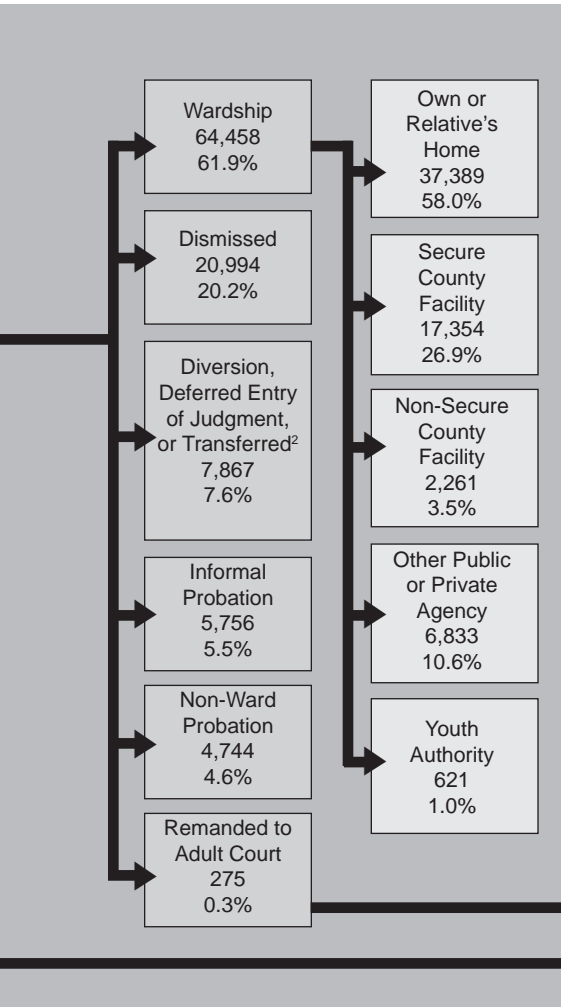 Wardship
64,458
61.9%
Dismissed
20,994
20.2%
Diversion,
Deferred Entry
of Judgment,
or Transferred²
7,867
7.6%
Informal
Probation
5,756
5.5%
Non-Ward
Probation
4,744
4.6%
Remanded to
Adult Court
275
0.3%
Own or
Relative's
Home
37,389
58.0%
Secure
County
Facility
17,354
26.9%
Non-Secure
County
Facility
2,261
3.5%
Other Public
or Private
Agency
6,833
10.6%
Youth
Authority
621
1.0%